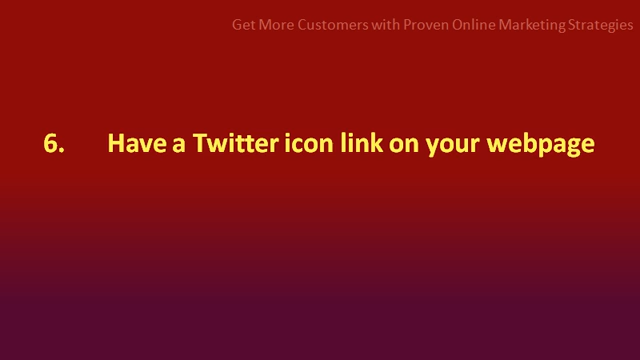 Get More Customers with Proven Online Marketing Strategies
6. Have a Twitter icon link on your webpage